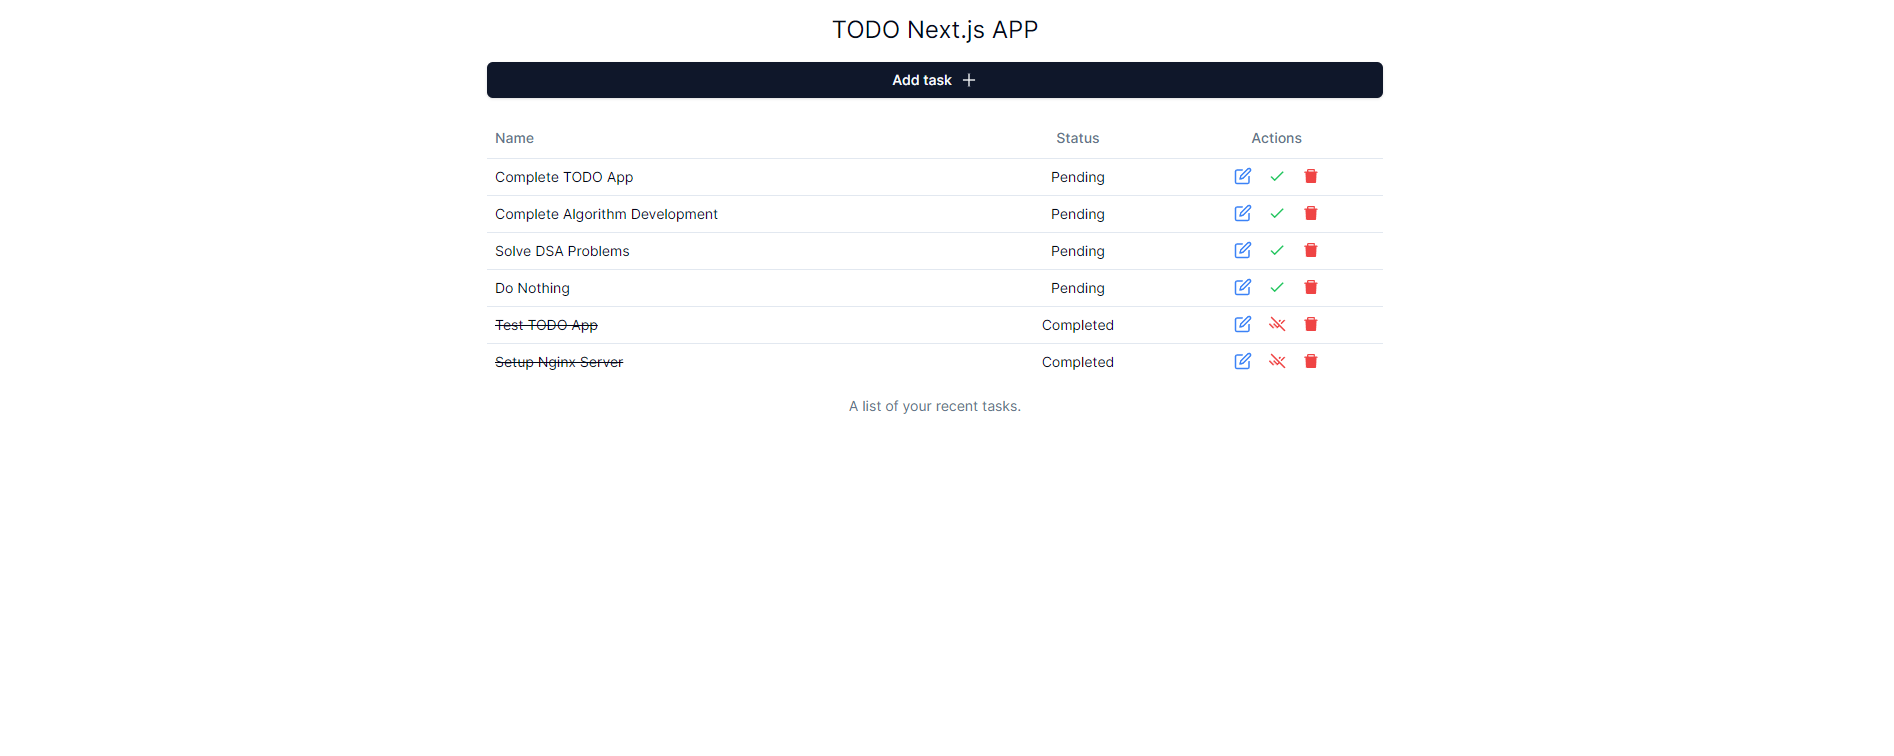 TODO Next.js APP
Add task
Name Status Actions
Complete TODO App Pending
Complete Algorithm Development Pending
Solve DSA Problems Pending
Do Nothing Pending
Test TODO App Completed
Setup Nginx Server Completed
A list of your recent tasks.